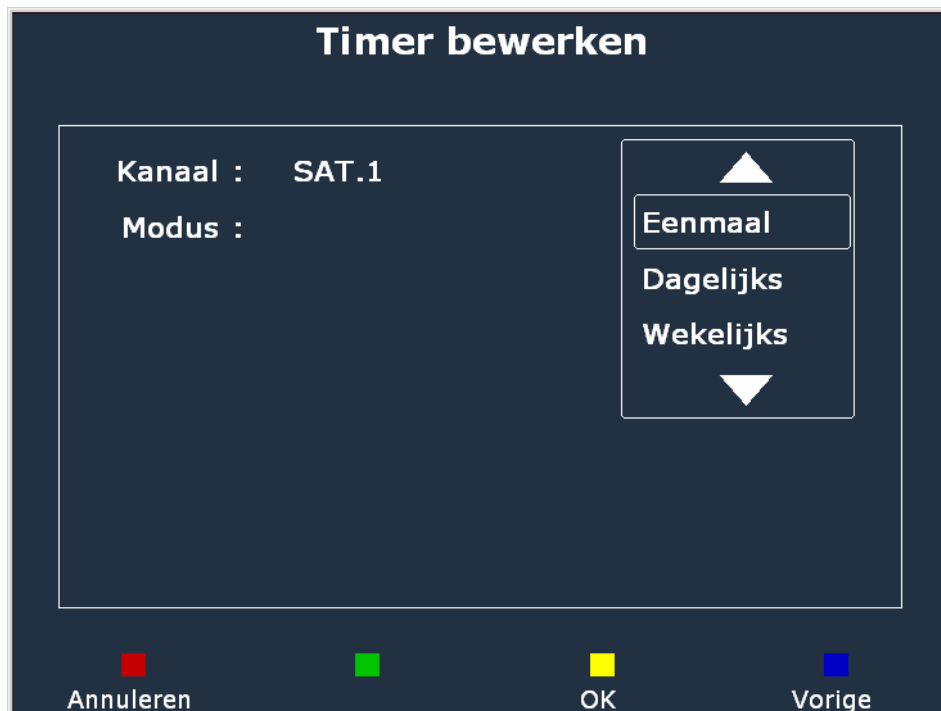 Timer bewerken
Kanaal : SAT.1
Modus :
Eenmaal
Dagelijks
Wekelijks
Annuleren OK Vorige